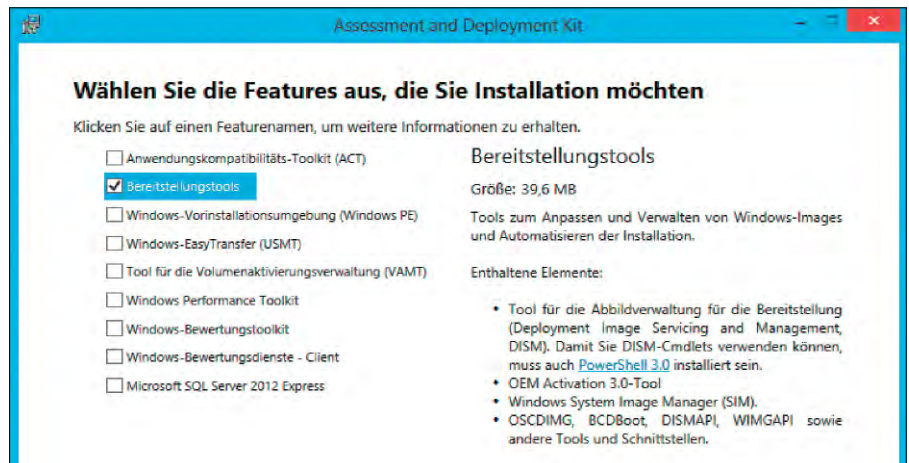 Assessment and Deployment Kit
Wählen Sie die Features aus, die Sie Installation möchten
Klicken Sie auf einen Featurenamen, um weitere Informationen zu erhalten.
Anwendungskompatibilitäts-Toolkit (ACT)
Bereitstellungstools
Windows-Vorinstallationsumgebung (Windows PE)
Windows-EasyTransfer (USMT)
Tool für die Volumenaktivierungsverwaltung (VAMT)
Windows Performance Toolkit
Windows-Bewertungstoolkit
Windows-Bewertungsdienste - Client
Microsoft SQL Server 2012 Express
Bereitstellungstools
Größe: 39,6 MB
Tools zum Anpassen und Verwalten von Windows-Images
und Automatisieren der Installation.
Enthaltene Elemente:
• Tool für die Abbildverwaltung für die Bereitstellung
(Deployment Image Servicing and Management,
DISM). Damit Sie DISM-Cmdlets verwenden können,
muss auch PowerShell 3.0 installiert sein.
• OEM Activation 3.0-Tool
• Windows System Image Manager (SIM).
• OSCDIMG, BCDBoot, DISMAPI, WIMGAPI sowie
andere Tools und Schnittstellen.